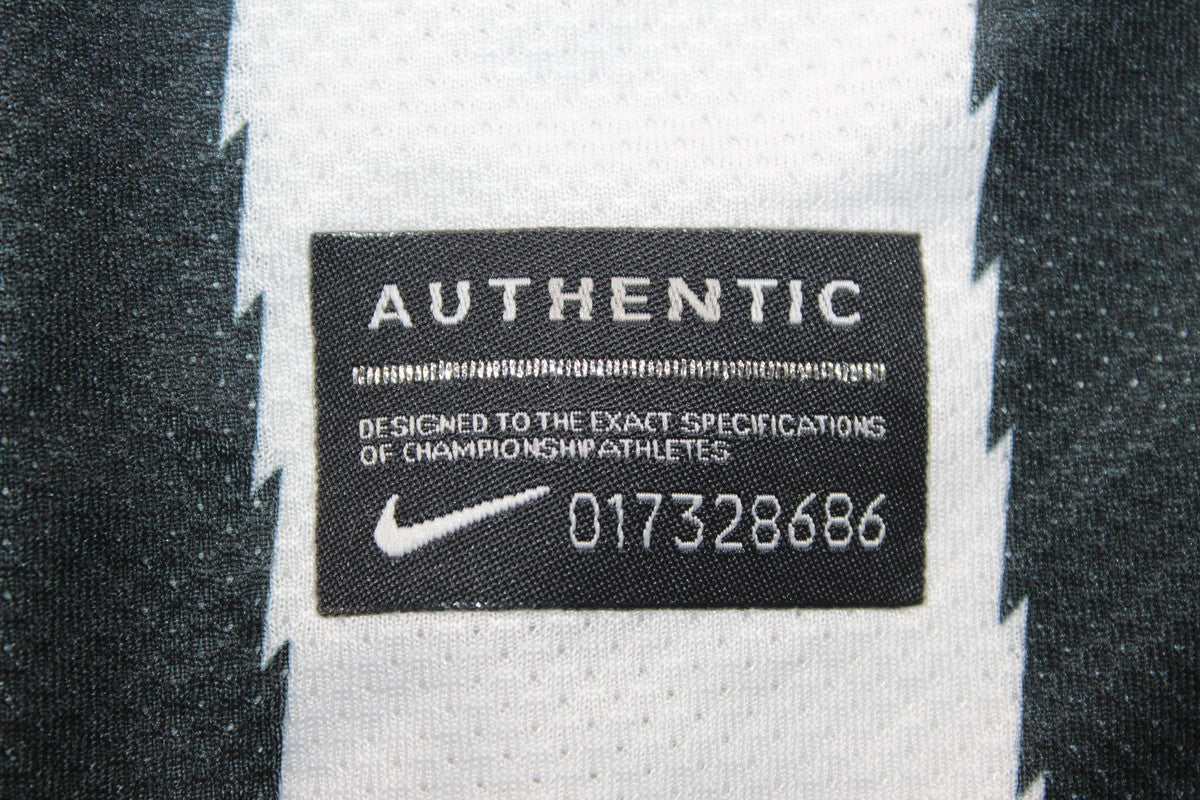 AUTHENTIC
DESIGNED TO THE EXACT SPECIFICATIONS
OF CHAMPIONSHIP ATHLETES
017328686